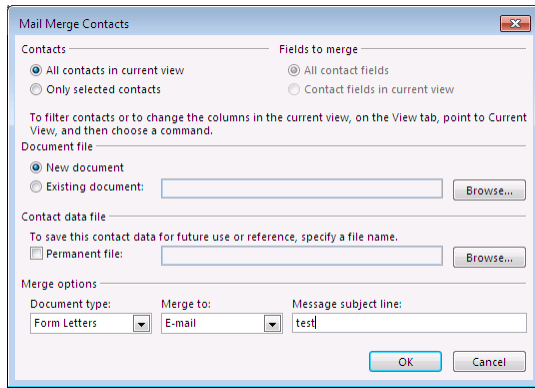 Mail Merge Contacts
Contacts
Fields to merge
All contacts in current view
All contact fields
Only selected contacts
Contact fields in current view
To filter contacts or to change the columns in the current view, on the View tab, point to Current
View, and then choose a command.
Document file
New document
Existing document:
Browse...
Contact data file
To save this contact data for future use or reference, specify a file name.
Permanent file:
Browse...
Merge options
Document type:
Merge to:
Message subject line:
Form Letters
E-mail
test
OK
Cancel